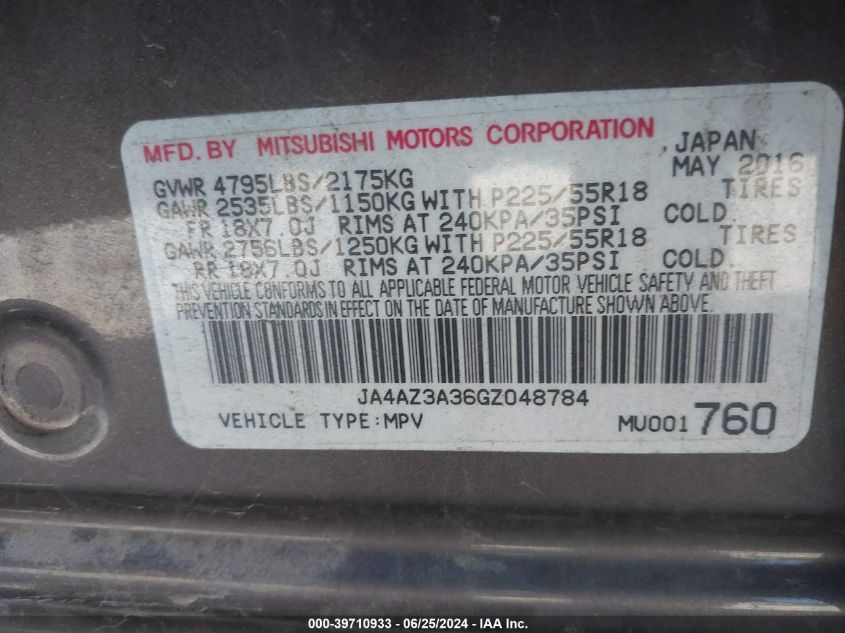 MFD. BY MITSUBISHI MOTORS CORPORATION, JAPAN
GVWR 4795LBS/2175KG MAY 2016
GAWR 2535LBS/1150KG WITH P225/55R18 TIRES
FR 18X7.0J RIMS AT 240KPA/35PSI COLD.
GAWR 2756LBS/1250KG WITH P225/55R18 TIRES
RR 18X7.0J RIMS AT 240KPA/35PSI COLD.
THIS VEHICLE CONFORMS TO ALL APPLICABLE FEDERAL MOTOR VEHICLE SAFETY AND THEFT
PREVENTION STANDARDS IN EFFECT ON THE DATE OF MANUFACTURE SHOWN ABOVE.
JA4AZ3A36GZ048784
VEHICLE TYPE:MPV MU001760
000-39710933 - 06/25/2024 - IAA Inc.